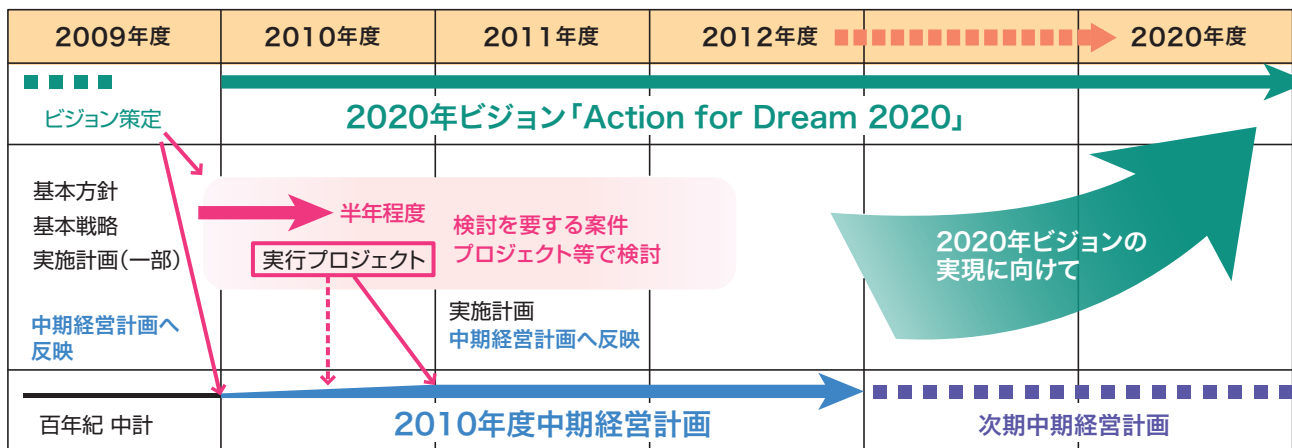 2009年度
2010年度
2011年度
2012年度
2020年度
ビジョン策定
2020年ビジョン「Action for Dream 2020」
基本方針
基本戦略
実施計画(一部)
中期経営計画へ
反映
半年程度
実行プロジェクト
検討を要する案件
プロジェクト等で検討
実施計画
中期経営計画へ反映
2020年ビジョンの
実現に向けて
百年紀 中計
2010年度中期経営計画
次期中期経営計画